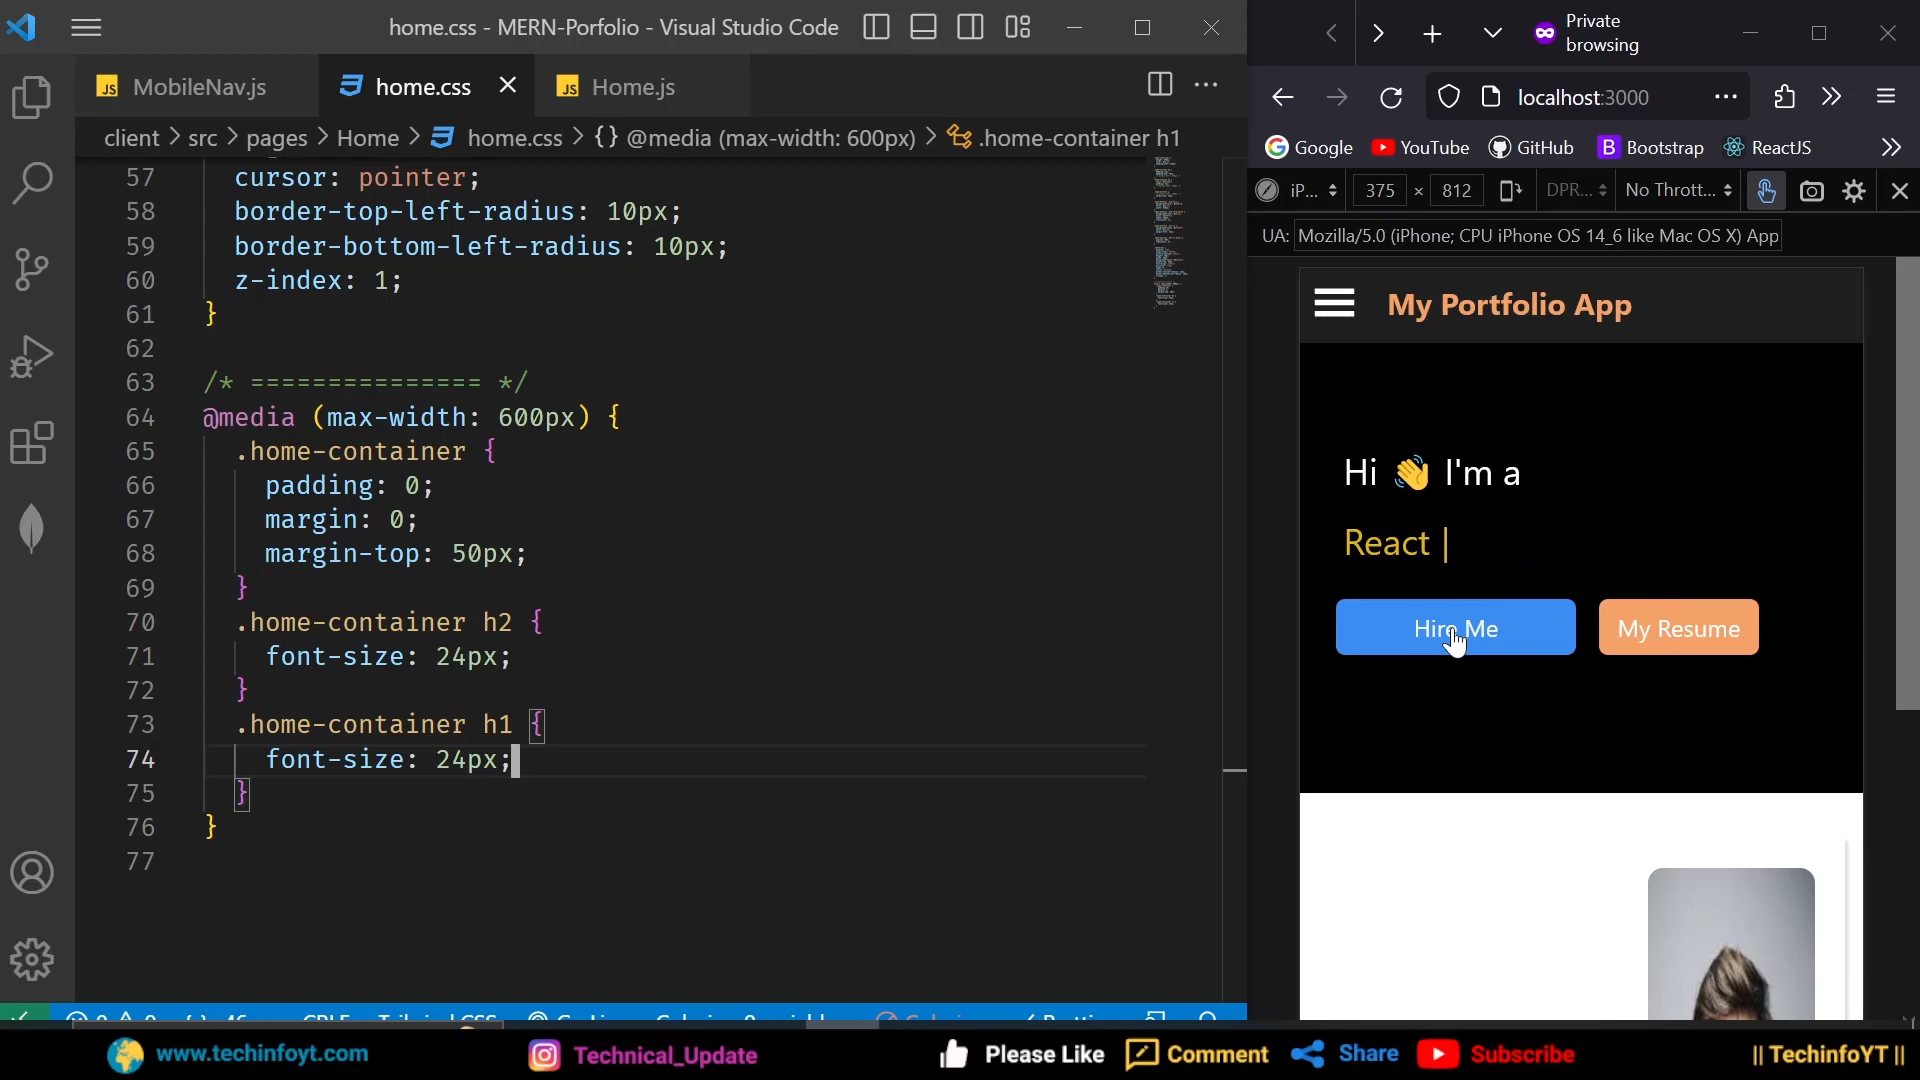 home.css - MERN-Porfolio - Visual Studio Code
MobileNav.js
home.css
Home.js
client > src > pages > Home > home.css > {} @media (max-width: 600px) > .home-container h1
57 cursor: pointer;
58 border-top-left-radius: 10px;
59 border-bottom-left-radius: 10px;
60 z-index: 1;
61 }
62
63 /* =============== */
64 @media (max-width: 600px) {
65 .home-container {
66 padding: 0;
67 margin: 0;
68 margin-top: 50px;
69 }
70 .home-container h2 {
71 font-size: 24px;
72 }
73 .home-container h1 {
74 font-size: 24px;
75 }
76 }
77
Private browsing
localhost:3000
Google YouTube GitHub Bootstrap ReactJS
iP... 375 × 812 DPR... No Thrott...
UA: Mozilla/5.0 (iPhone; CPU iPhone OS 14_6 like Mac OS X) App
My Portfolio App
Hi 👋 I'm a
React |
Hire Me
My Resume
www.techinfoyt.com
Technical_Update
Please Like
Comment
Share
Subscribe
|| TechinfoYT ||